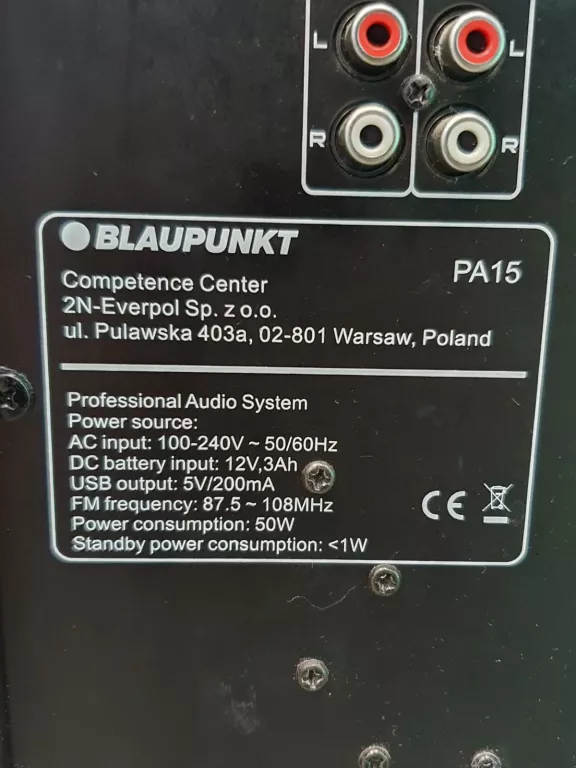 L L
R R
BLAUPUNKT
PA15
Competence Center
2N-Everpol Sp. z o.o.
ul. Pulawska 403a, 02-801 Warsaw, Poland
Professional Audio System
Power source:
AC input: 100-240V ~ 50/60Hz
DC battery input: 12V,3Ah
USB output: 5V/200mA
FM frequency: 87.5 ~ 108MHz
Power consumption: 50W
Standby power consumption: <1W
CE